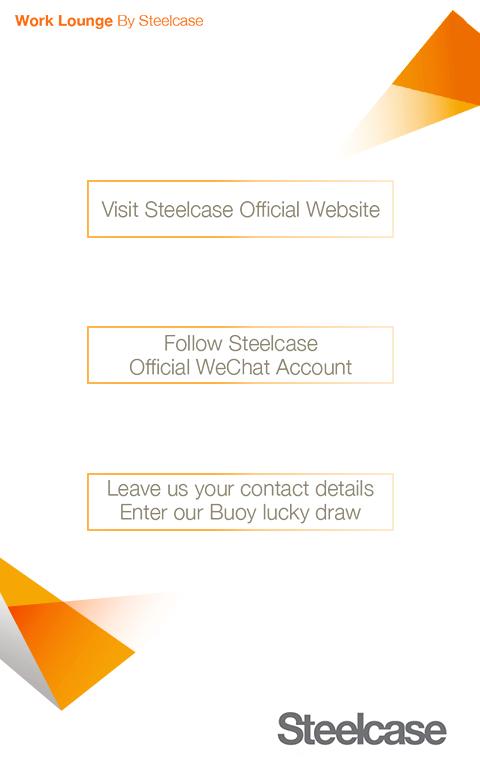 Work Lounge By Steelcase
Visit Steelcase Official Website
Follow Steelcase
Official WeChat Account
Leave us your contact details
Enter our Buoy lucky draw
Steelcase